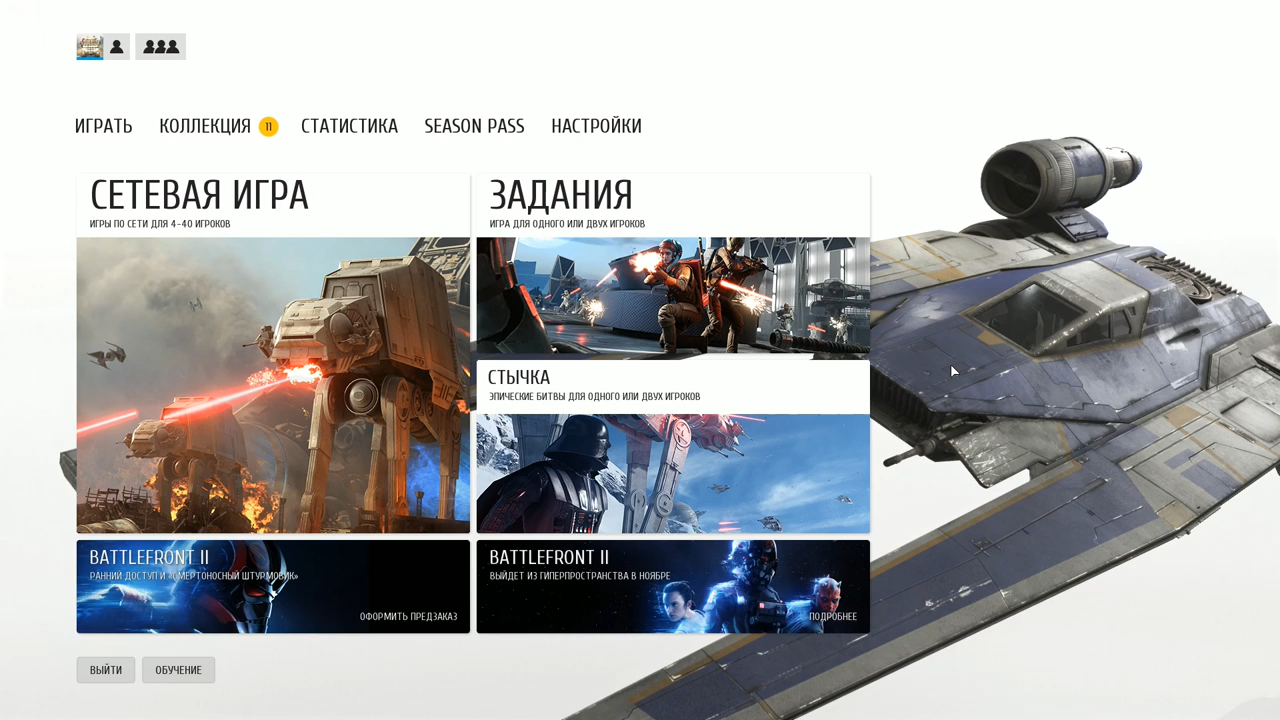 ИГРАТЬ КОЛЛЕКЦИЯ 11 СТАТИСТИКА SEASON PASS НАСТРОЙКИ
СЕТЕВАЯ ИГРА
ИГРЫ ПО СЕТИ ДЛЯ 4-40 ИГРОКОВ
ЗАДАНИЯ
ИГРА ДЛЯ ОДНОГО ИЛИ ДВУХ ИГРОКОВ
СТЫЧКА
ЭПИЧЕСКИЕ БИТВЫ ДЛЯ ОДНОГО ИЛИ ДВУХ ИГРОКОВ
BATTLEFRONT II
РАННИЙ ДОСТУП И «СМЕРТОНОСНЫЙ ШТУРМОВИК»
ОФОРМИТЬ ПРЕДЗАКАЗ
BATTLEFRONT II
ВЫЙДЕТ ИЗ ГИПЕРПРОСТРАНСТВА В НОЯБРЕ
ПОДРОБНЕЕ
ВЫЙТИ ОБУЧЕНИЕ